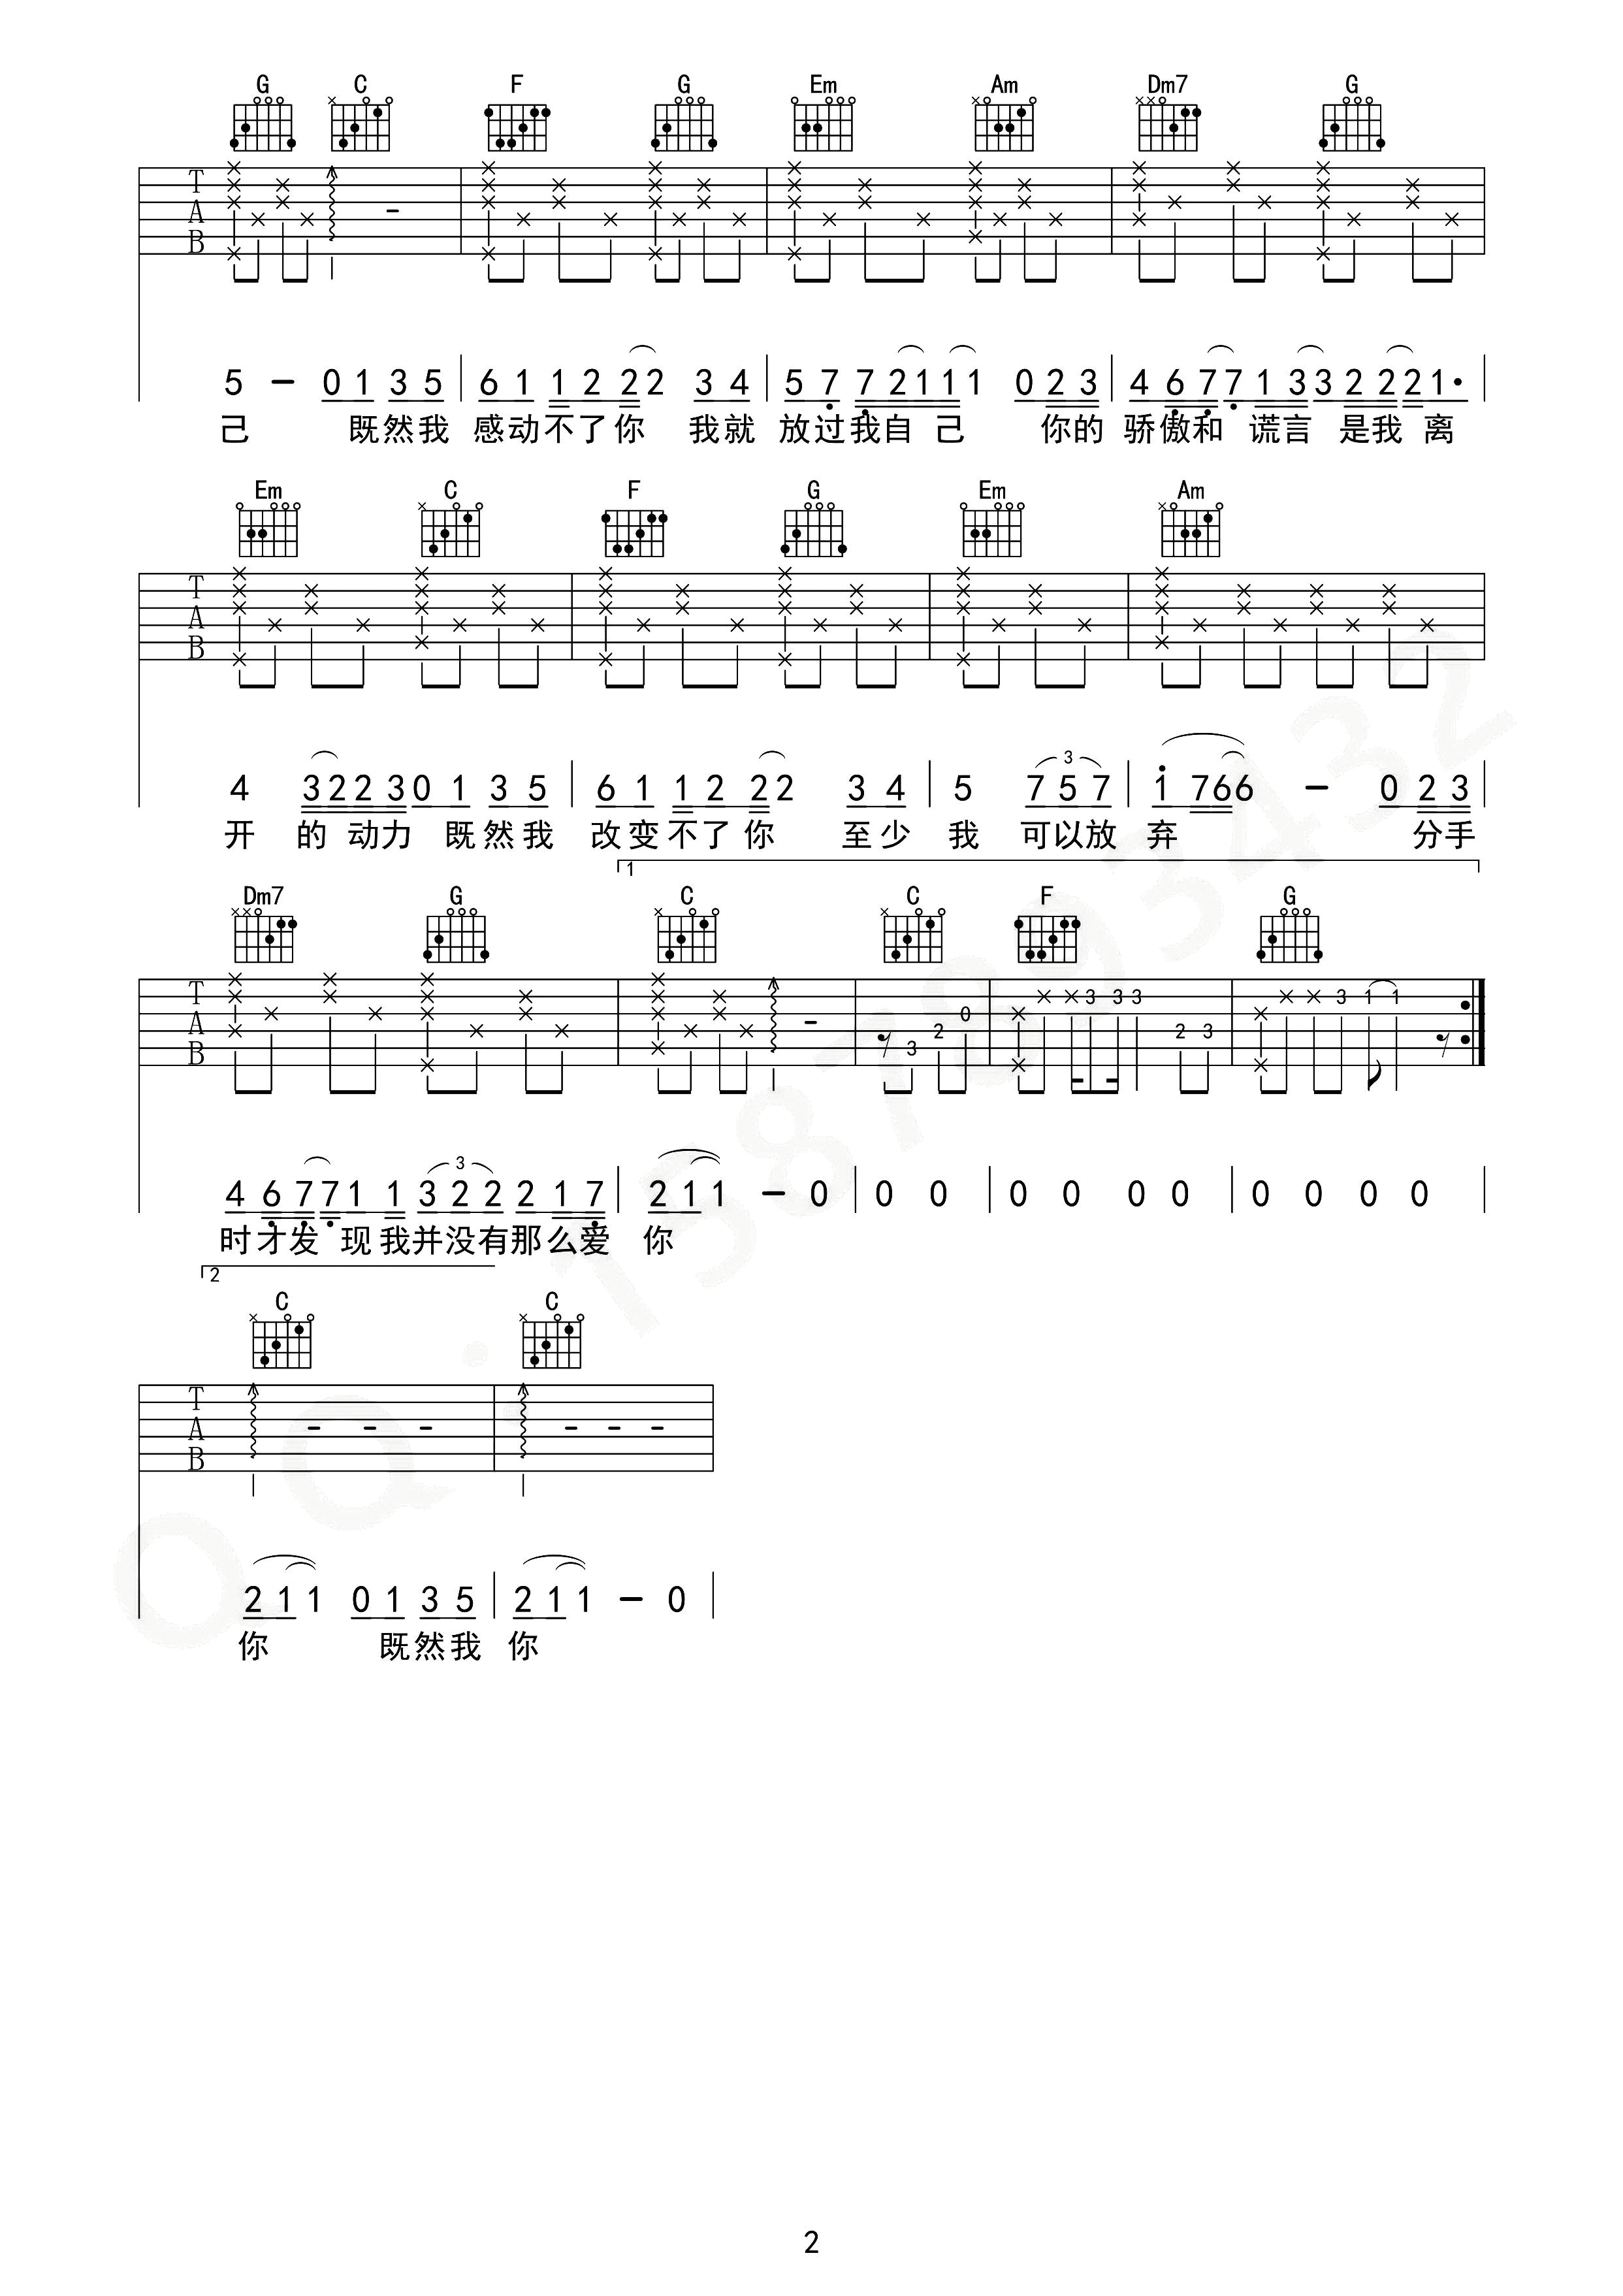 G C F G Em Am Dm7 G
T
A
B
5 – 0 1 3 5 6 1 1 2 2 2 3 4 5 7 7 2 1 1 1 0 2 3 4 6 7 7 1 3 3 2 2 2 1·
己 既然我 感动不了你 我就 放过我自 己 你的 骄傲和 谎言 是我 离
Em C F G Em Am
T
A
B
3
4 3 2 2 3 0 1 3 5 6 1 1 2 2 2 3 4 5 7 5 7 1 7 6 6 – 0 2 3
开 的 动力 既然我 改变不了你 至少 我 可以放 弃 分手
1
Dm7 G C C F G
T
A
B
3 2 0 3 3 3 2 3 3 1 1
3
4 6 7 7 1 1 3 2 2 2 1 7 2 1 1 – 0 0 0 0 0 0 0 0 0 0 0
时才发 现我并没有那么爱 你
2
C C
T
A
B
2 1 1 0 1 3 5 2 1 1 – 0
你 既然我 你
QQ:1587893432
2